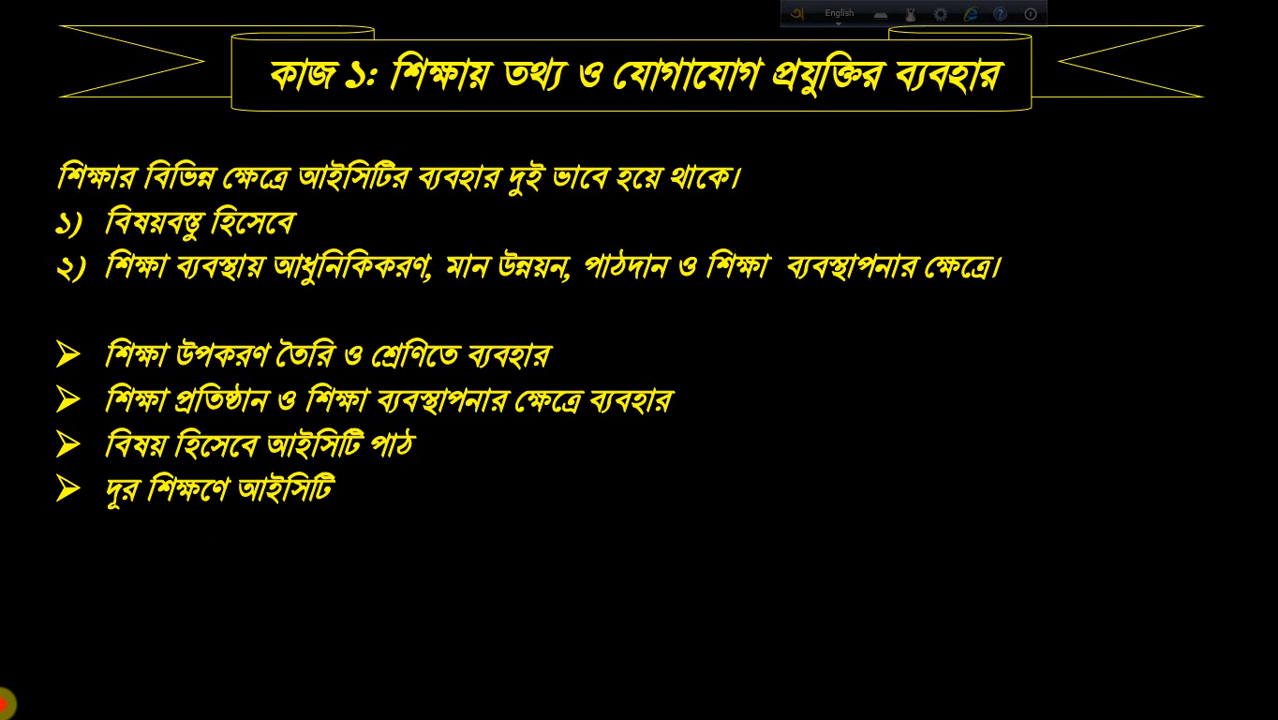 অ English
কাজ ১: শিক্ষায় তথ্য ও যোগাযোগ প্রযুক্তির ব্যবহার
শিক্ষার বিভিন্ন ক্ষেত্রে আইসিটির ব্যবহার দুই ভাবে হয়ে থাকে।
১) বিষয়বস্তু হিসেবে
২) শিক্ষা ব্যবস্থায় আধুনিকিকরণ, মান উন্নয়ন, পাঠদান ও শিক্ষা ব্যবস্থাপনার ক্ষেত্রে।
➢ শিক্ষা উপকরণ তৈরি ও শ্রেণিতে ব্যবহার
➢ শিক্ষা প্রতিষ্ঠান ও শিক্ষা ব্যবস্থাপনার ক্ষেত্রে ব্যবহার
➢ বিষয় হিসেবে আইসিটি পাঠ
➢ দূর শিক্ষণে আইসিটি